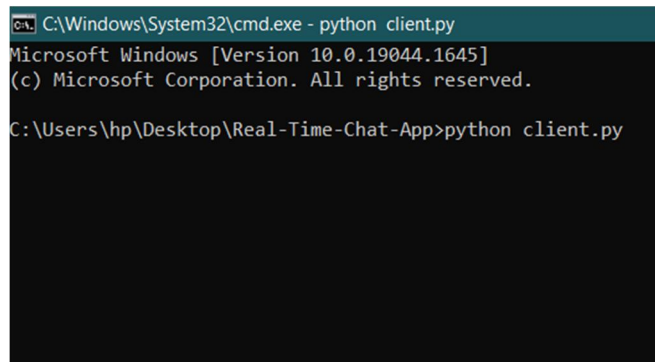 C:\Windows\System32\cmd.exe - python  client.py
Microsoft Windows [Version 10.0.19044.1645]
(c) Microsoft Corporation. All rights reserved.
C:\Users\hp\Desktop\Real-Time-Chat-App>python client.py